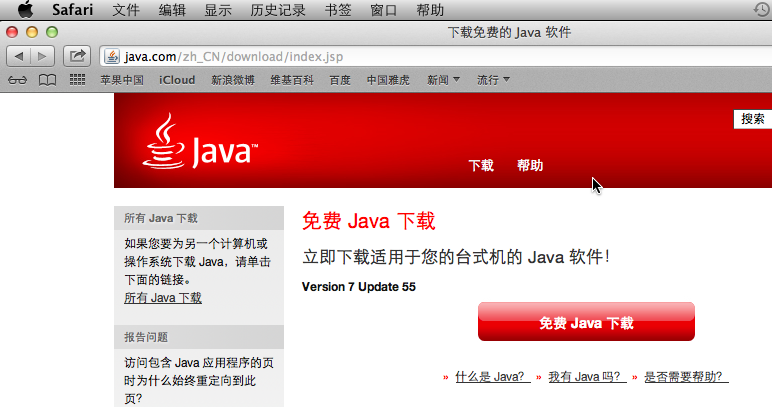 Safari 文件 编辑 显示 历史记录 书签 窗口 帮助
下载免费的 Java 软件
java.com/zh_CN/download/index.jsp
苹果中国 iCloud 新浪微博 维基百科 百度 中国雅虎 新闻 流行
搜索
Java™
下载 帮助
所有 Java 下载
如果您要为另一个计算机或
操作系统下载 Java，请单击
下面的链接。
所有 Java 下载
报告问题
访问包含 Java 应用程序的页
时为什么始终重定向到此
页？
免费 Java 下载
立即下载适用于您的台式机的 Java 软件！
Version 7 Update 55
免费 Java 下载
» 什么是 Java？ » 我有 Java 吗？ » 是否需要帮助？